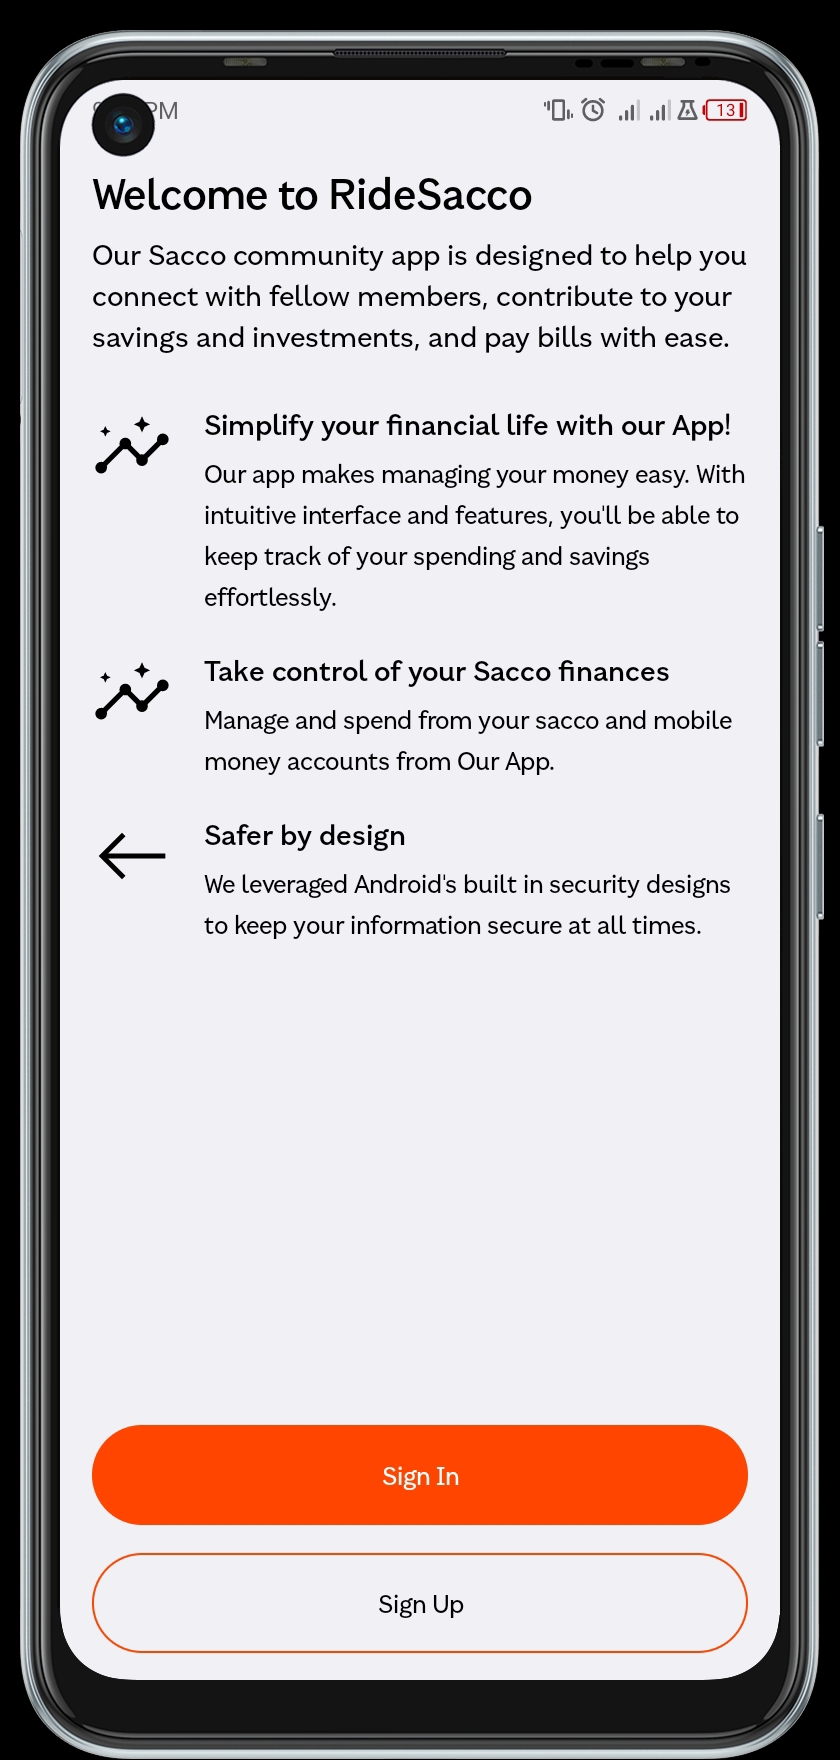 PM
13
Welcome to RideSacco
Our Sacco community app is designed to help you
connect with fellow members, contribute to your
savings and investments, and pay bills with ease.
Simplify your financial life with our App!
Our app makes managing your money easy. With
intuitive interface and features, you'll be able to
keep track of your spending and savings
effortlessly.
Take control of your Sacco finances
Manage and spend from your sacco and mobile
money accounts from Our App.
Safer by design
We leveraged Android's built in security designs
to keep your information secure at all times.
Sign In
Sign Up